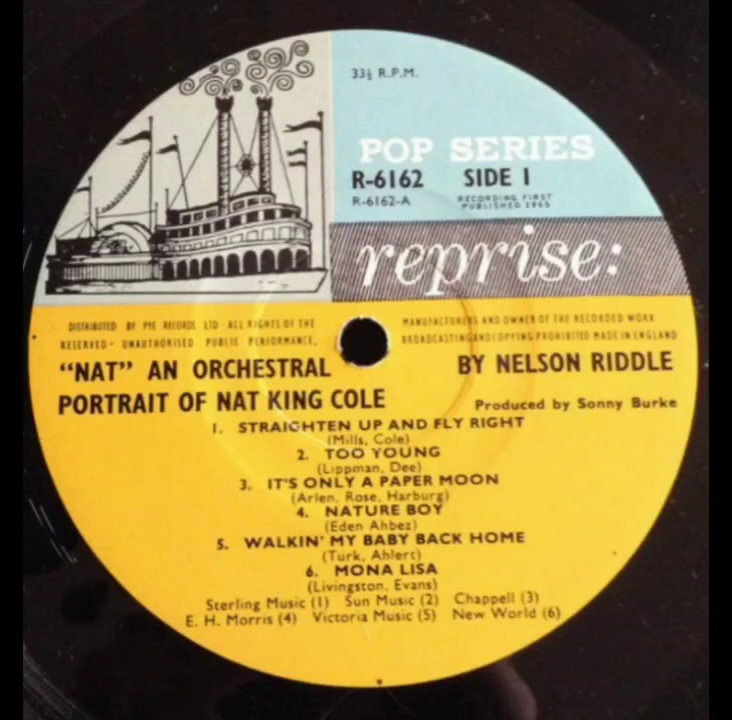 33⅓ R.P.M.
POP SERIES
R-6162 SIDE 1
R-6162-A
RECORDING FIRST
PUBLISHED 1965
reprise:
DISTRIBUTED BY PYE RECORDS LTD · ALL RIGHTS OF THE MANUFACTURERS AND OWNER OF THE RECORDED WORK
RESERVED · UNAUTHORISED PUBLIC PERFORMANCE, BROADCASTING AND COPYING PROHIBITED MADE IN ENGLAND
"NAT" AN ORCHESTRAL BY NELSON RIDDLE
PORTRAIT OF NAT KING COLE Produced by Sonny Burke
1. STRAIGHTEN UP AND FLY RIGHT
(Mills, Cole)
2. TOO YOUNG
(Lippman, Dee)
3. IT'S ONLY A PAPER MOON
(Arlen, Rose, Harburg)
4. NATURE BOY
(Eden Ahbez)
5. WALKIN' MY BABY BACK HOME
(Turk, Ahlert)
6. MONA LISA
(Livingston, Evans)
Sterling Music (1) Sun Music (2) Chappell (3)
E. H. Morris (4) Victoria Music (5) New World (6)